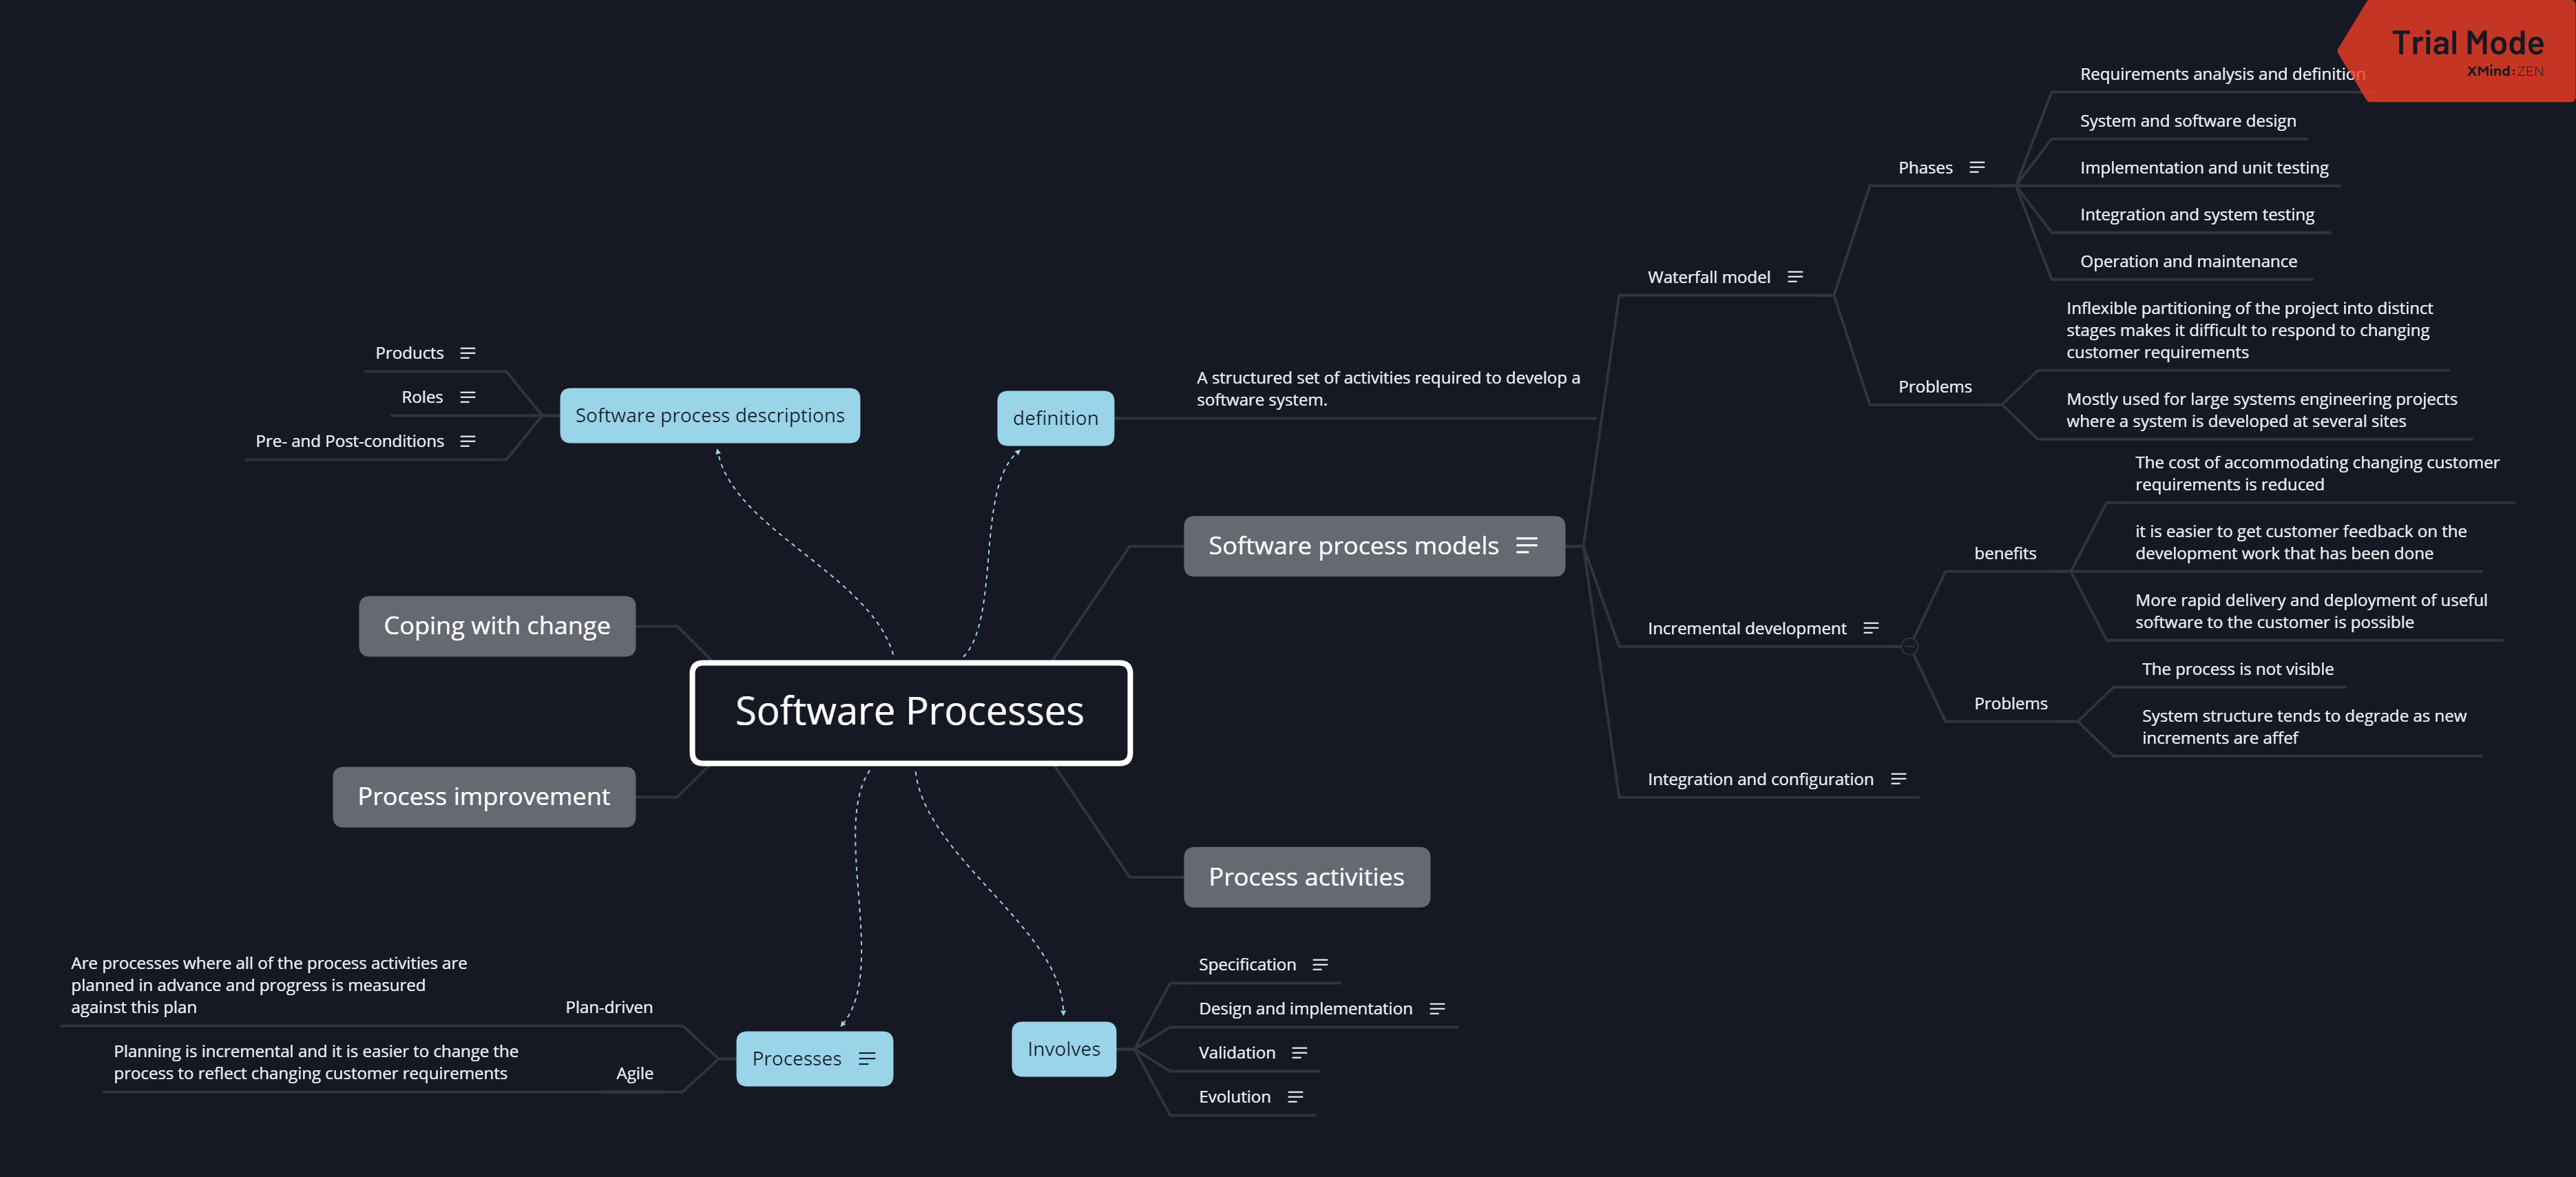 Trial Mode
XMind:ZEN
Software Processes
Software process descriptions
Products
Roles
Pre- and Post-conditions
definition
A structured set of activities required to develop a
software system.
Software process models
Waterfall model
Phases
Requirements analysis and definition
System and software design
Implementation and unit testing
Integration and system testing
Operation and maintenance
Problems
Inflexible partitioning of the project into distinct
stages makes it difficult to respond to changing
customer requirements
Mostly used for large systems engineering projects
where a system is developed at several sites
Incremental development
benefits
The cost of accommodating changing customer
requirements is reduced
it is easier to get customer feedback on the
development work that has been done
More rapid delivery and deployment of useful
software to the customer is possible
Problems
The process is not visible
System structure tends to degrade as new
increments are affef
Integration and configuration
Process activities
Coping with change
Process improvement
Processes
Plan-driven
Are processes where all of the process activities are
planned in advance and progress is measured
against this plan
Agile
Planning is incremental and it is easier to change the
process to reflect changing customer requirements
Involves
Specification
Design and implementation
Validation
Evolution